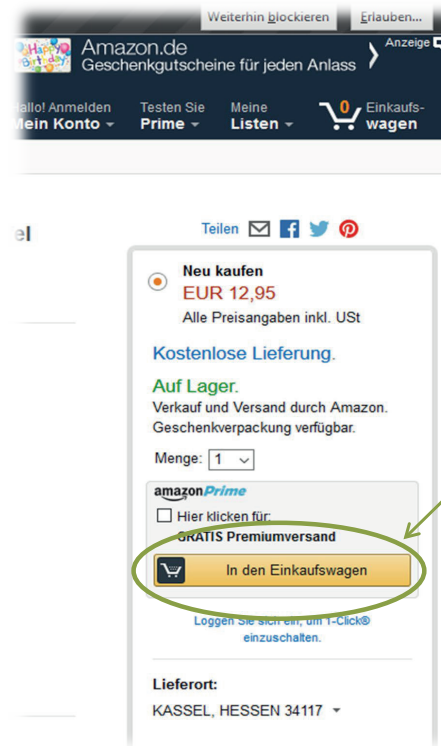 Weiterhin blockieren Erlauben...
Happy Birthday!
Amazon.de Anzeige
Geschenkgutscheine für jeden Anlass
Hallo! Anmelden Testen Sie Meine 0 Einkaufs-
Mein Konto Prime Listen wagen
el
Teilen
Neu kaufen
EUR 12,95
Alle Preisangaben inkl. USt
Kostenlose Lieferung.
Auf Lager.
Verkauf und Versand durch Amazon.
Geschenkverpackung verfügbar.
Menge: 1
amazonPrime
Hier klicken für:
GRATIS Premiumversand
In den Einkaufswagen
Loggen Sie sich ein, um 1-Click®
einzuschalten.
Lieferort:
KASSEL, HESSEN 34117